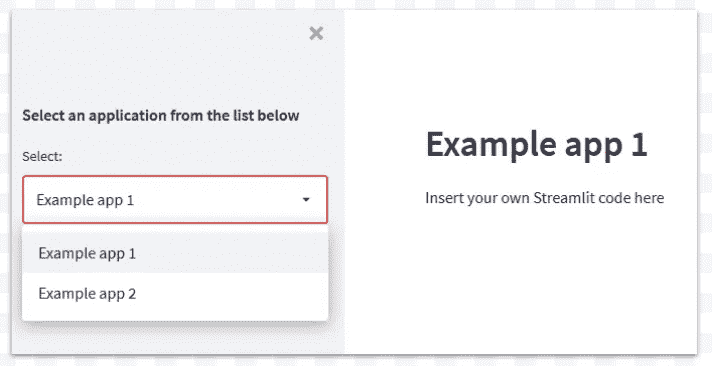 Select an application from the list below
Select:
Example app 1
Example app 1
Example app 2
Example app 1
Insert your own Streamlit code here